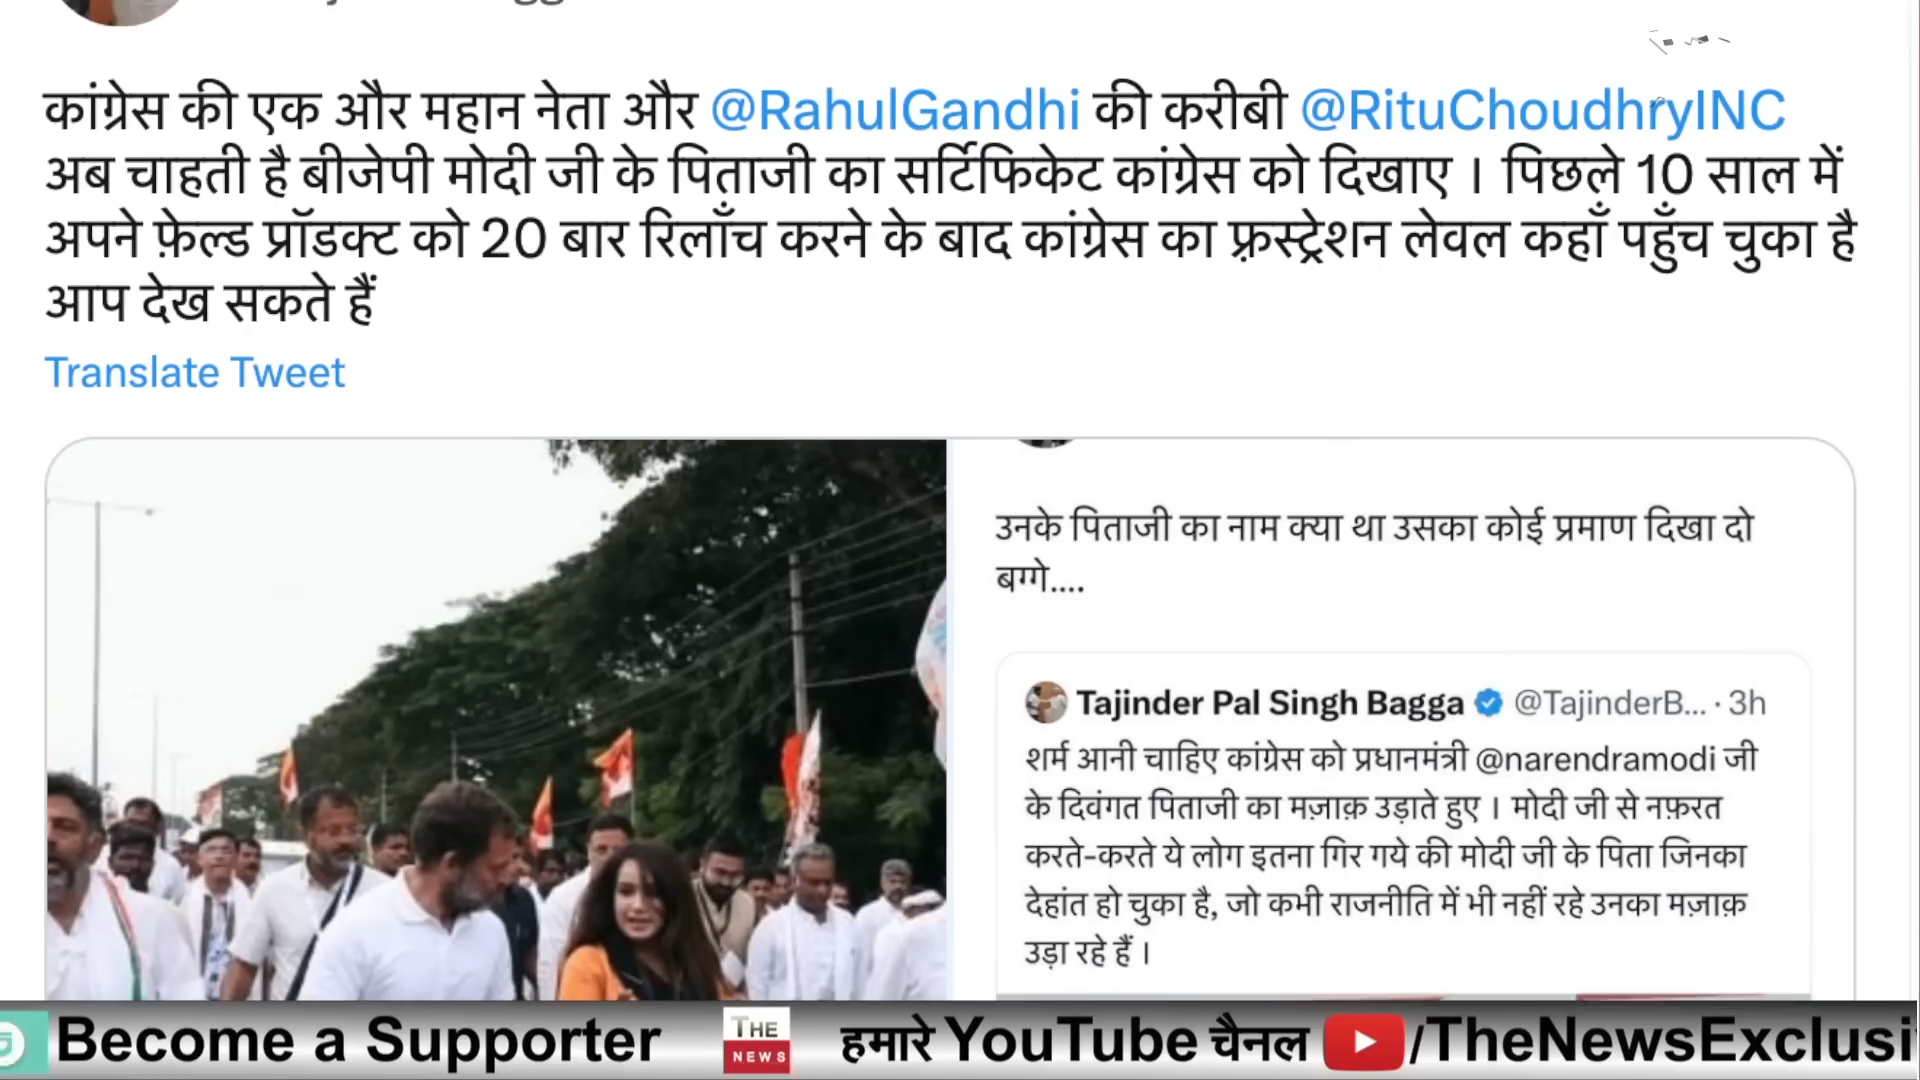 कांग्रेस की एक और महान नेता और @RahulGandhi की करीबी @RituChoudhryINC
अब चाहती है बीजेपी मोदी जी के पिताजी का सर्टिफिकेट कांग्रेस को दिखाए । पिछले 10 साल में
अपने फ़ेल्ड प्रॉडक्ट को 20 बार रिलाँच करने के बाद कांग्रेस का फ़्रस्ट्रेशन लेवल कहाँ पहुँच चुका है
आप देख सकते हैं
Translate Tweet
उनके पिताजी का नाम क्या था उसका कोई प्रमाण दिखा दो
बग्गे....
Tajinder Pal Singh Bagga @TajinderB... · 3h
शर्म आनी चाहिए कांग्रेस को प्रधानमंत्री @narendramodi जी
के दिवंगत पिताजी का मज़ाक़ उड़ाते हुए । मोदी जी से नफ़रत
करते-करते ये लोग इतना गिर गये की मोदी जी के पिता जिनका
देहांत हो चुका है, जो कभी राजनीति में भी नहीं रहे उनका मज़ाक़
उड़ा रहे हैं ।
Become a Supporter THE NEWS हमारे YouTube चैनल /TheNewsExclusi